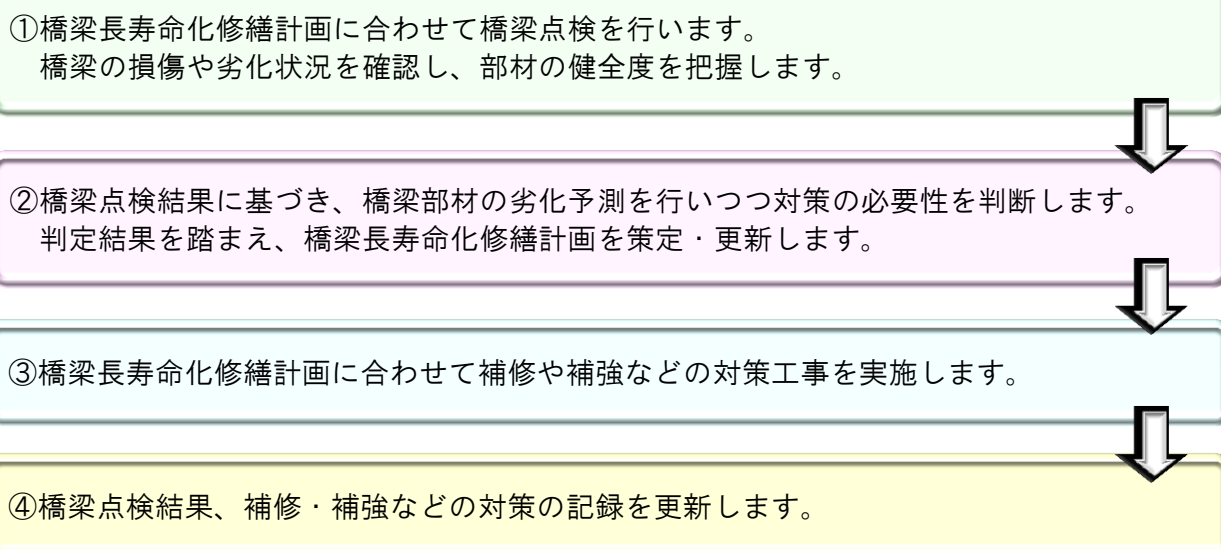 ①橋梁長寿命化修繕計画に合わせて橋梁点検を行います。
橋梁の損傷や劣化状況を確認し、部材の健全度を把握します。
②橋梁点検結果に基づき、橋梁部材の劣化予測を行いつつ対策の必要性を判断します。
判定結果を踏まえ、橋梁長寿命化修繕計画を策定・更新します。
③橋梁長寿命化修繕計画に合わせて補修や補強などの対策工事を実施します。
④橋梁点検結果、補修・補強などの対策の記録を更新します。